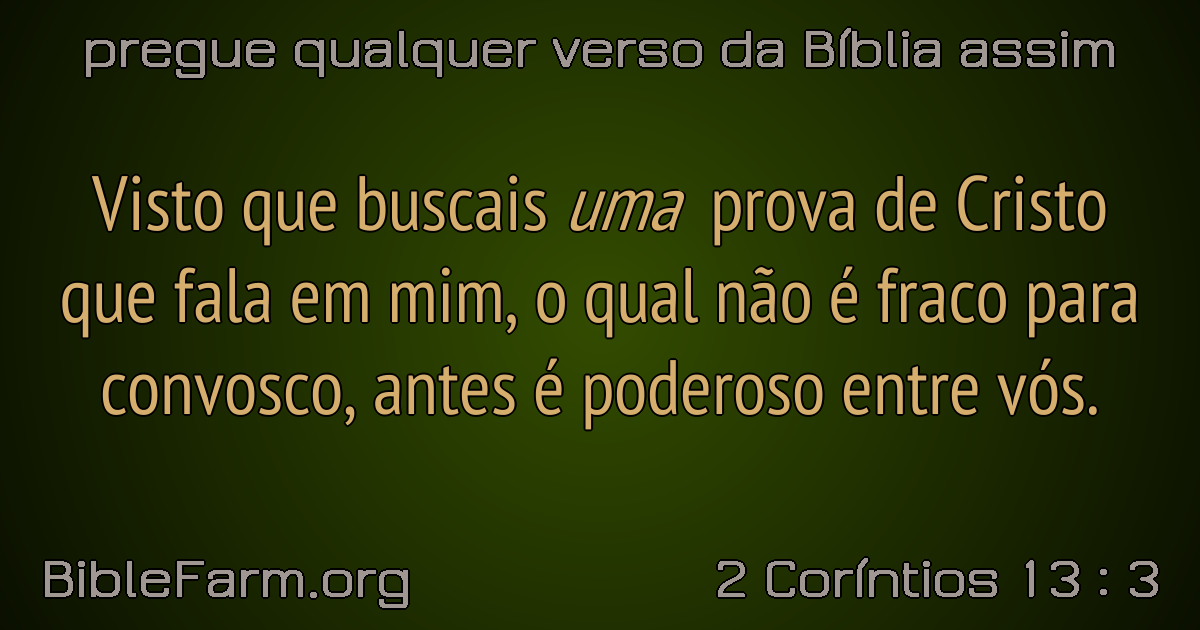 pregue qualquer verso da Bíblia assim
Visto que buscais uma prova de Cristo
que fala em mim, o qual não é fraco para
convosco, antes é poderoso entre vós.
BibleFarm.org
2 Coríntios 13 : 3